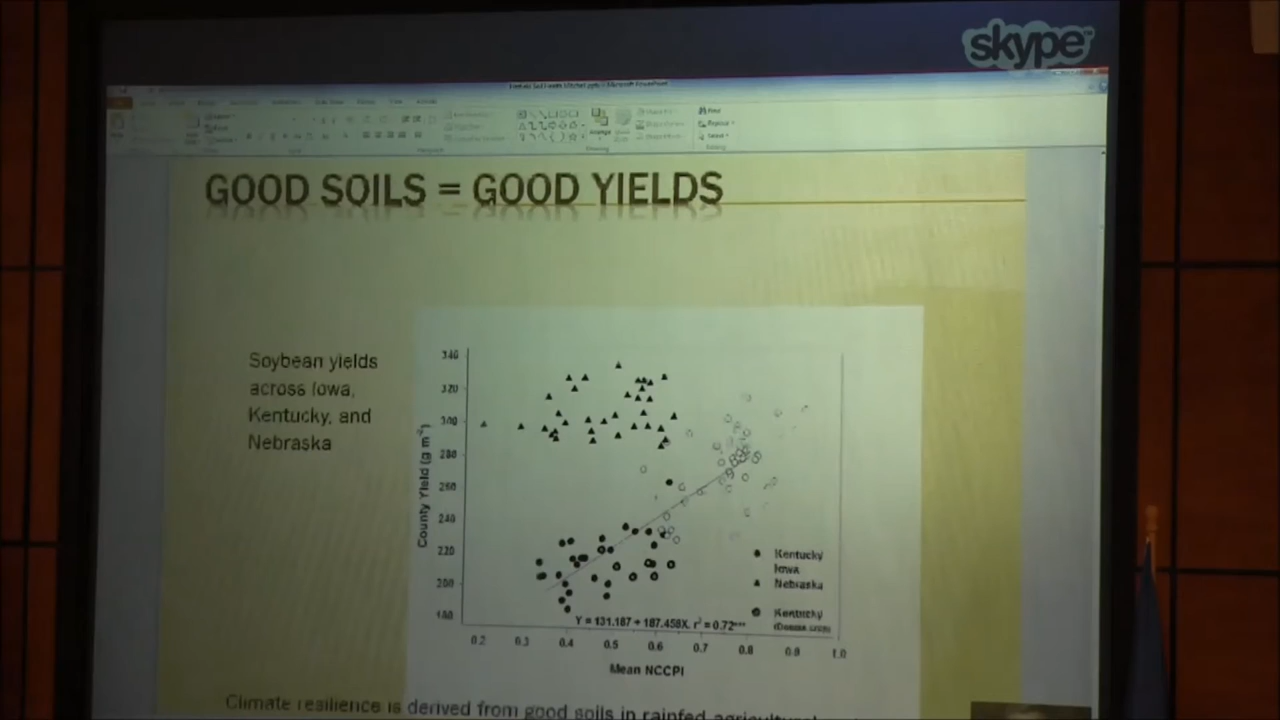 skype
GOOD SOILS = GOOD YIELDS
Soybean yields
across Iowa,
Kentucky, and
Nebraska
340
320
300
280
260
240
220
200
180
County Yield (g m⁻²)
Kentucky
Iowa
Nebraska
Kentucky
Y = 131.187 + 187.458X, r² = 0.72***
0.2 0.3 0.4 0.5 0.6 0.7 0.8 0.9 1.0
Mean NCCPI
Climate resilience is derived from good soils in rainfed